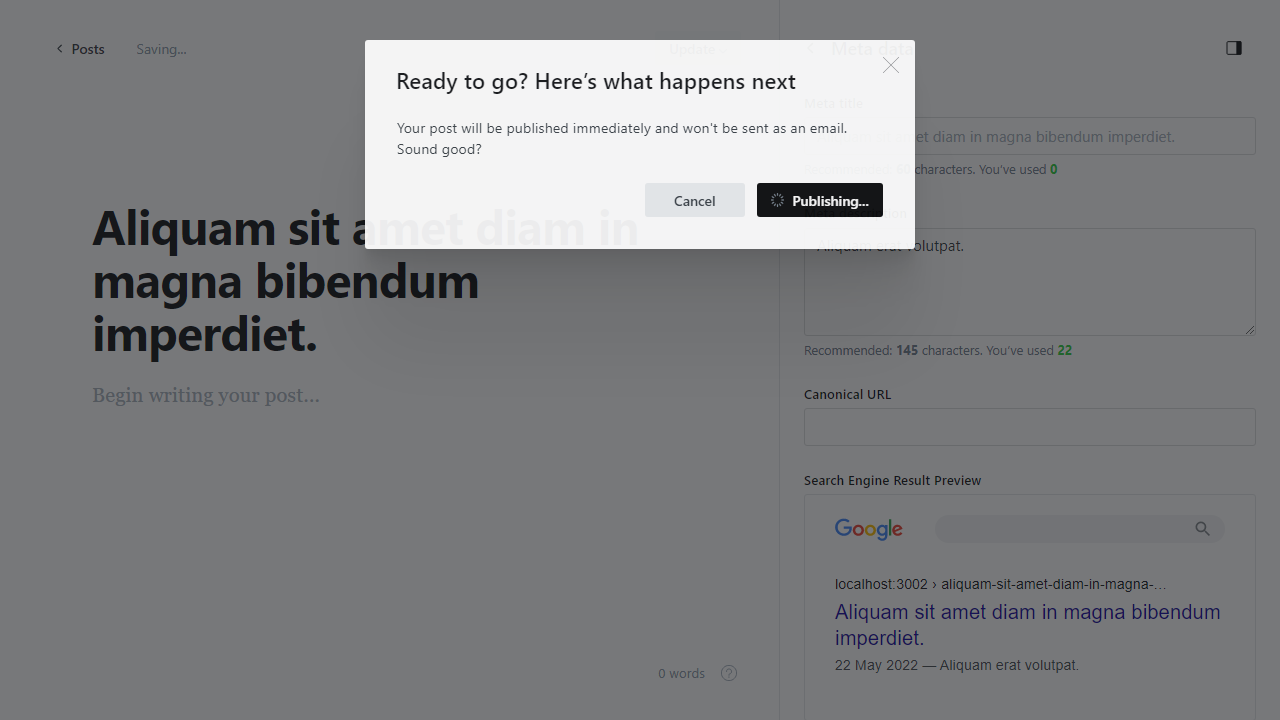 Posts
Saving...
Update
Meta data
Ready to go? Here's what happens next
Meta title
Your post will be published immediately and won't be sent as an email.
Sound good?
et diam in magna bibendum imperdiet.
characters. You've used 0
Cancel
Publishing...
Aliquam sit amet diam in
magna bibendum
imperdiet.
Begin writing your post...
Aliquam erat volutpat.
Recommended: 145 characters. You've used 22
Canonical URL
Search Engine Result Preview
Google
localhost:3002 › aliquam-sit-amet-diam-in-magna-...
Aliquam sit amet diam in magna bibendum
imperdiet.
22 May 2022 — Aliquam erat volutpat.
0 words